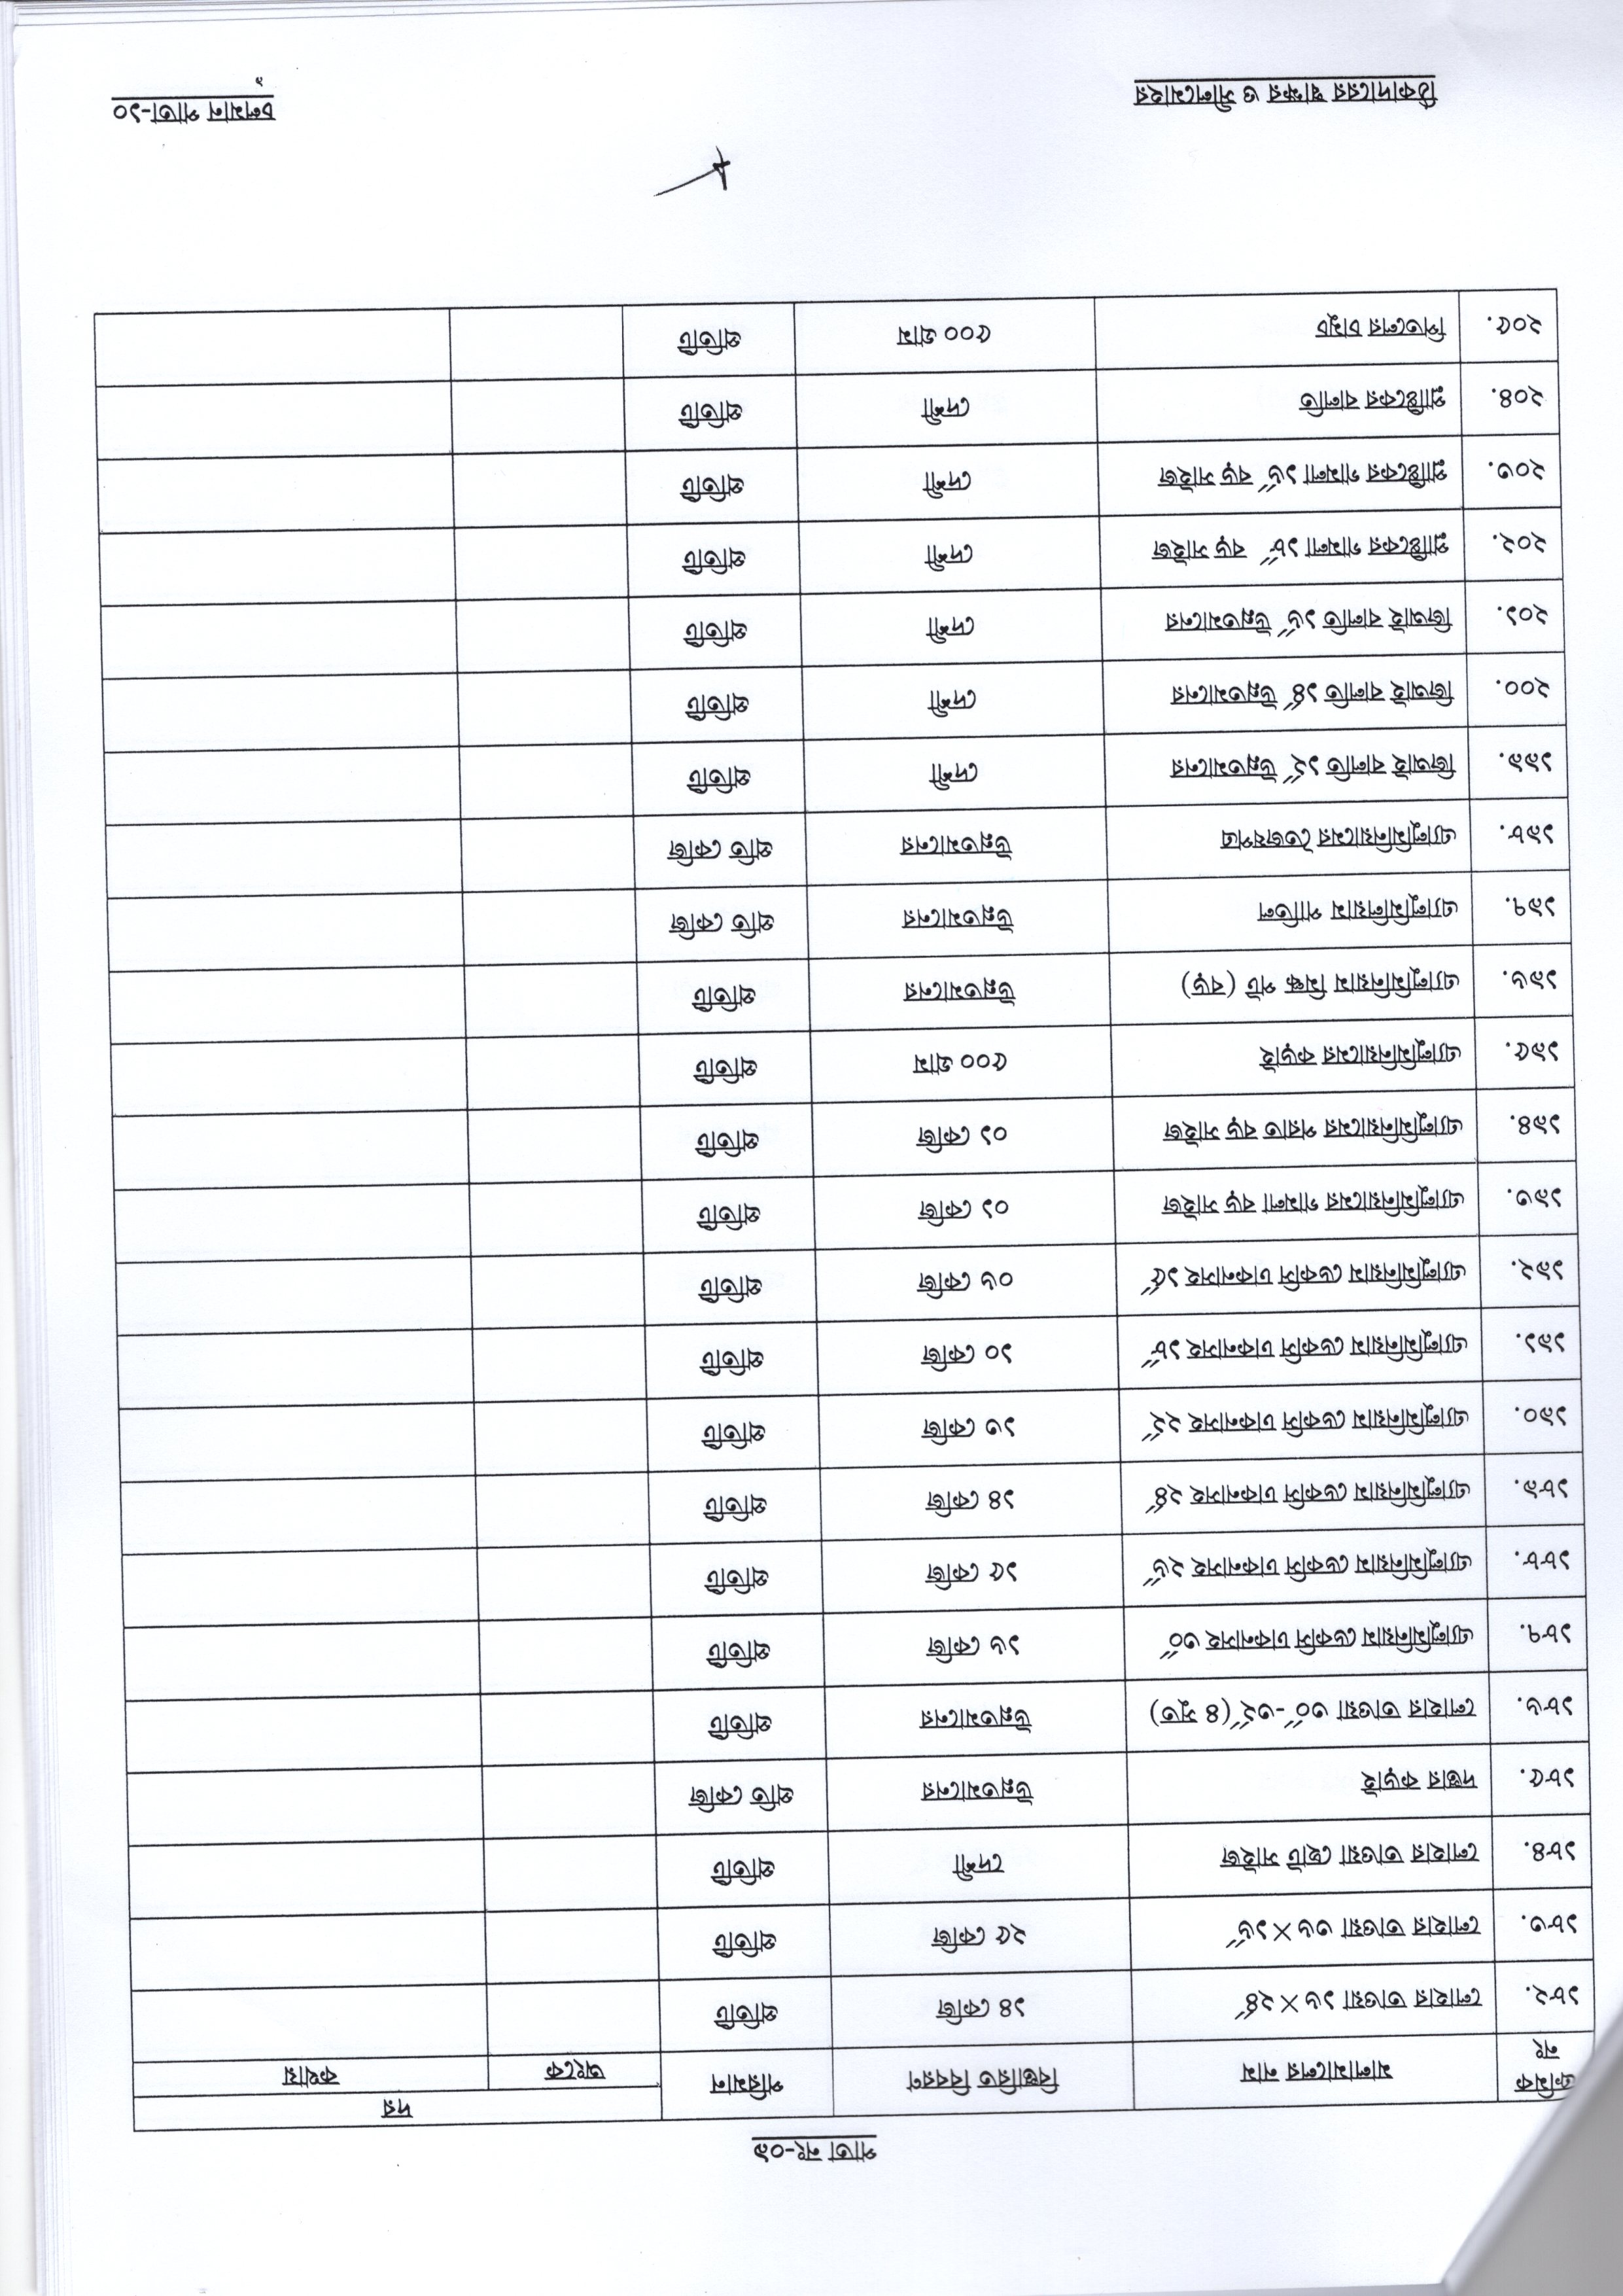 পাতা নং-০৯
ক্রমিক নং মালামালের নাম বিস্তারিত বিবরণ পরিমান দর
অংকে কথায়
১৮২. লোহার তাওয়া ১৬×২৪˝ ১৪ কেজি প্রতিটি
১৮৩. লোহার তাওয়া ৩৬×১৬˝ ২৫ কেজি প্রতিটি
১৮৪. লোহার তাওয়া ছোট সাইজ দেশী প্রতিটি
১৮৫. দস্তার কড়াই উন্নতমানের প্রতি কেজি
১৮৬. লোহার তাওয়া ৩০˝-৩২˝(৪ সুত) উন্নতমানের প্রতিটি
১৮৭. এ্যালুমিনিয়াম ডেকসি ঢাকনাসহ ৩০˝ ১৬ কেজি প্রতিটি
১৮৮. এ্যালুমিনিয়াম ডেকসি ঢাকনাসহ ২৬˝ ১৫ কেজি প্রতিটি
১৮৯. এ্যালুমিনিয়াম ডেকসি ঢাকনাসহ ২৪˝ ১৪ কেজি প্রতিটি
১৯০. এ্যালুমিনিয়াম ডেকসি ঢাকনাসহ ২২˝ ১৩ কেজি প্রতিটি
১৯১. এ্যালুমিনিয়াম ডেকসি ঢাকনাসহ ১৮˝ ১০ কেজি প্রতিটি
১৯২. এ্যালুমিনিয়াম ডেকসি ঢাকনাসহ ১৫˝ ০৬ কেজি প্রতিটি
১৯৩. এ্যালুমিনিয়ামের গামলা বড় সাইজ ০১ কেজি প্রতিটি
১৯৪. এ্যালুমিনিয়ামের পরাত বড় সাইজ ০১ কেজি প্রতিটি
১৯৫. এ্যালুমিনিয়ামের কড়াই ৫০০ গ্রাম প্রতিটি
১৯৬. এ্যালুমিনিয়াম মিল্ক পট (বড়) উন্নতমানের প্রতিটি
১৯৭. এ্যালুমিলিয়াম পাতিল উন্নতমানের প্রতি কেজি
১৯৮. এ্যালুমিনিয়ামের তৈজষপত্র উন্নতমানের প্রতি কেজি
১৯৯. জিআই বালতি ১২˝ উন্নতমানের দেশী প্রতিটি
২০০. জিআই বালতি ১৪˝ উন্নতমানের দেশী প্রতিটি
২০১. জিআই বালতি ১৬˝ উন্নতমানের দেশী প্রতিটি
২০২. প্লাষ্টিকের গামলা ১৮˝ বড় সাইজ দেশী প্রতিটি
২০৩. প্লাষ্টিকের গামলা ১৬˝ বড় সাইজ দেশী প্রতিটি
২০৪. প্লাষ্টিকের বালতি দেশী প্রতিটি
২০৫. পিতলের চামুচ ৫০০ গ্রাম প্রতিটি
ঠিকাদারের স্বাক্ষর ও সীলমোহর চলমান পাতা-১০
৯